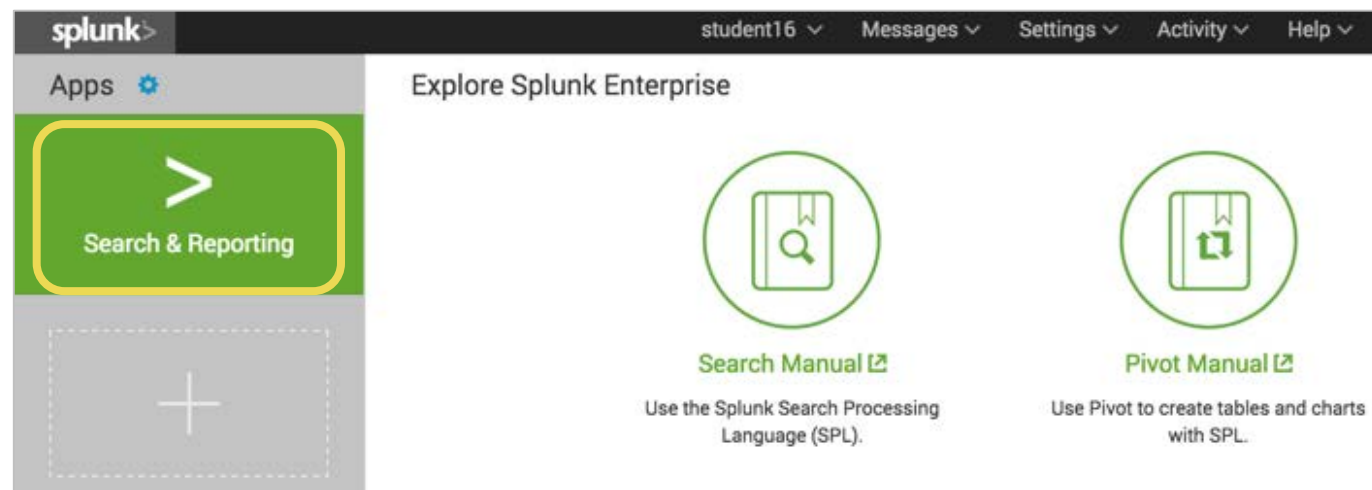 splunk>
student16
Messages
Settings
Activity
Help
Apps
Explore Splunk Enterprise
>
Search & Reporting
Search Manual
Use the Splunk Search Processing
Language (SPL).
Pivot Manual
Use Pivot to create tables and charts
with SPL.